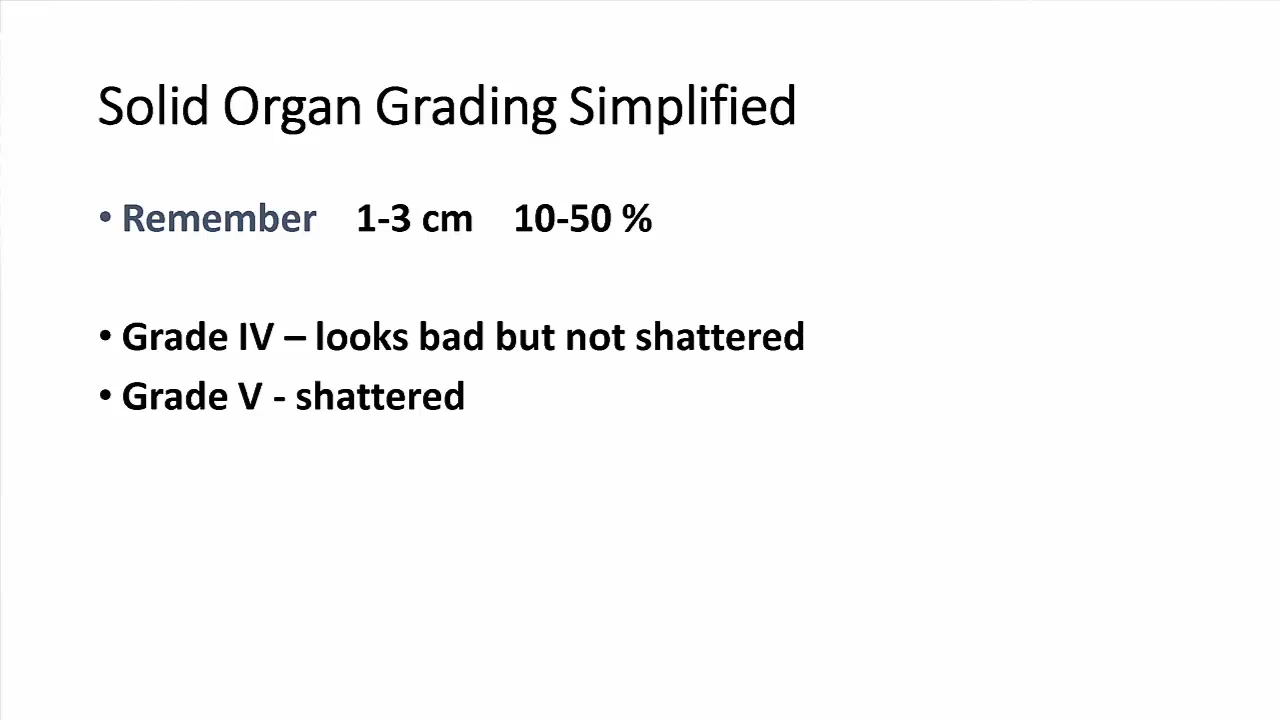 Solid Organ Grading Simplified
• Remember 1-3 cm 10-50 %
• Grade IV – looks bad but not shattered
• Grade V - shattered